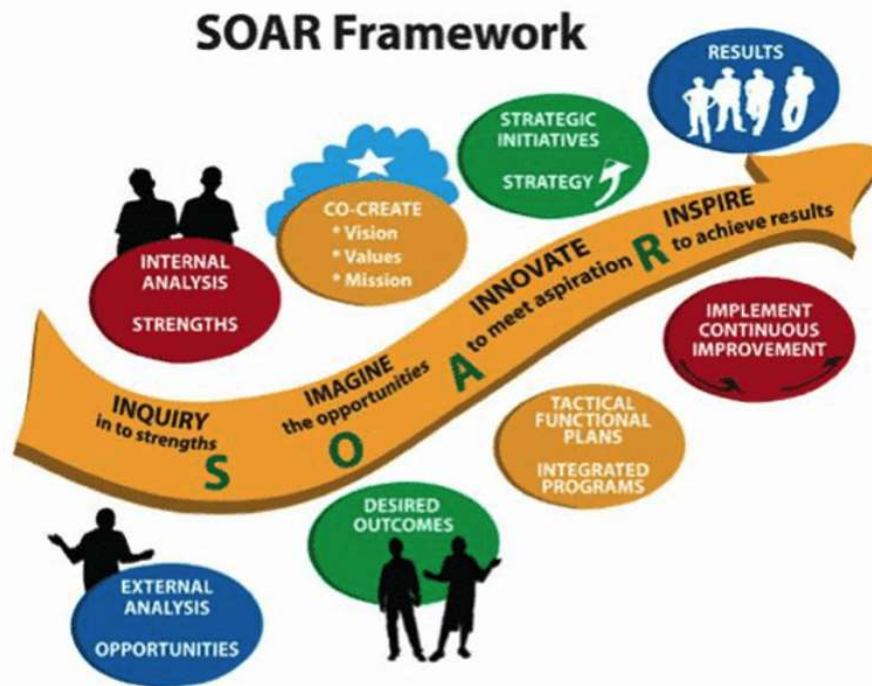 SOAR Framework
RESULTS
STRATEGIC
INITIATIVES
STRATEGY
CO-CREATE
* Vision
* Values
* Mission
INTERNAL
ANALYSIS
STRENGTHS
INQUIRY
in to strengths
S
IMAGINE
the opportunities
O
INNOVATE
to meet aspiration
A
INSPIRE
to achieve results
R
IMPLEMENT
CONTINUOUS
IMPROVEMENT
TACTICAL
FUNCTIONAL
PLANS
INTEGRATED
PROGRAMS
DESIRED
OUTCOMES
EXTERNAL
ANALYSIS
OPPORTUNITIES